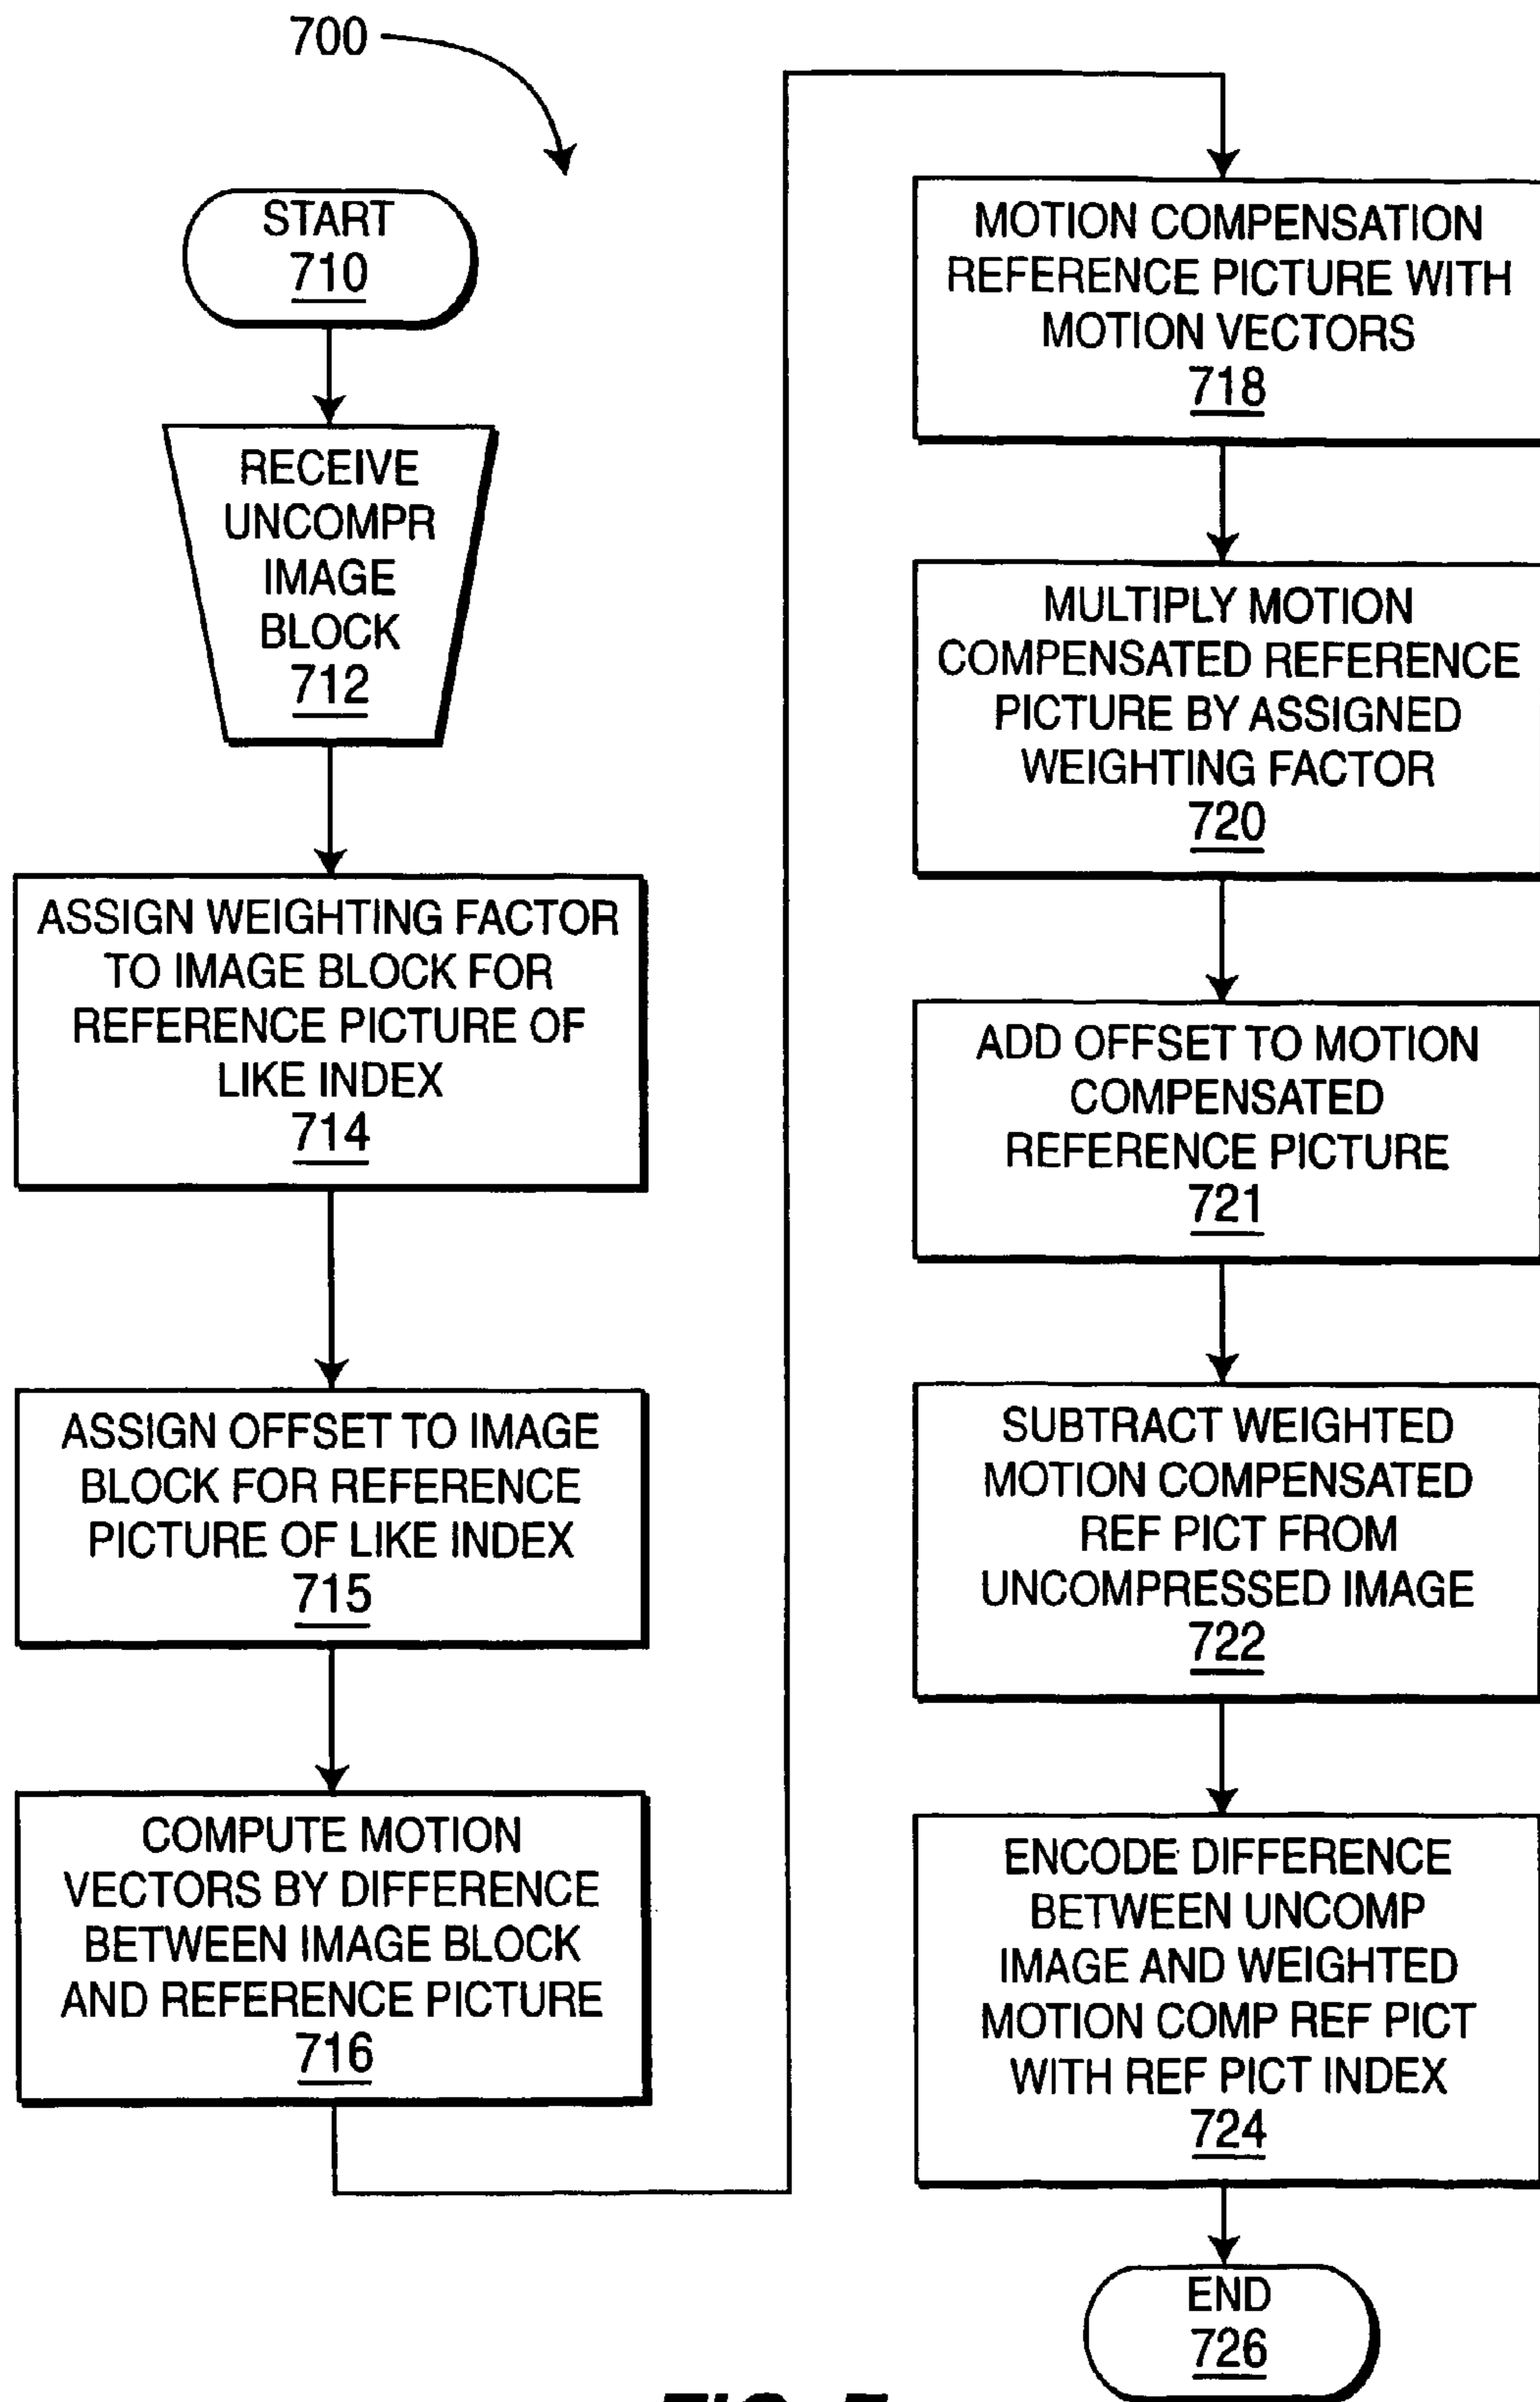 700
START
710
RECEIVE
UNCOMPR
IMAGE
BLOCK
712
ASSIGN WEIGHTING FACTOR
TO IMAGE BLOCK FOR
REFERENCE PICTURE OF
LIKE INDEX
714
ASSIGN OFFSET TO IMAGE
BLOCK FOR REFERENCE
PICTURE OF LIKE INDEX
715
COMPUTE MOTION
VECTORS BY DIFFERENCE
BETWEEN IMAGE BLOCK
AND REFERENCE PICTURE
716
MOTION COMPENSATION
REFERENCE PICTURE WITH
MOTION VECTORS
718
MULTIPLY MOTION
COMPENSATED REFERENCE
PICTURE BY ASSIGNED
WEIGHTING FACTOR
720
ADD OFFSET TO MOTION
COMPENSATED
REFERENCE PICTURE
721
SUBTRACT WEIGHTED
MOTION COMPENSATED
REF PICT FROM
UNCOMPRESSED IMAGE
722
ENCODE DIFFERENCE
BETWEEN UNCOMP
IMAGE AND WEIGHTED
MOTION COMP REF PICT
WITH REF PICT INDEX
724
END
726